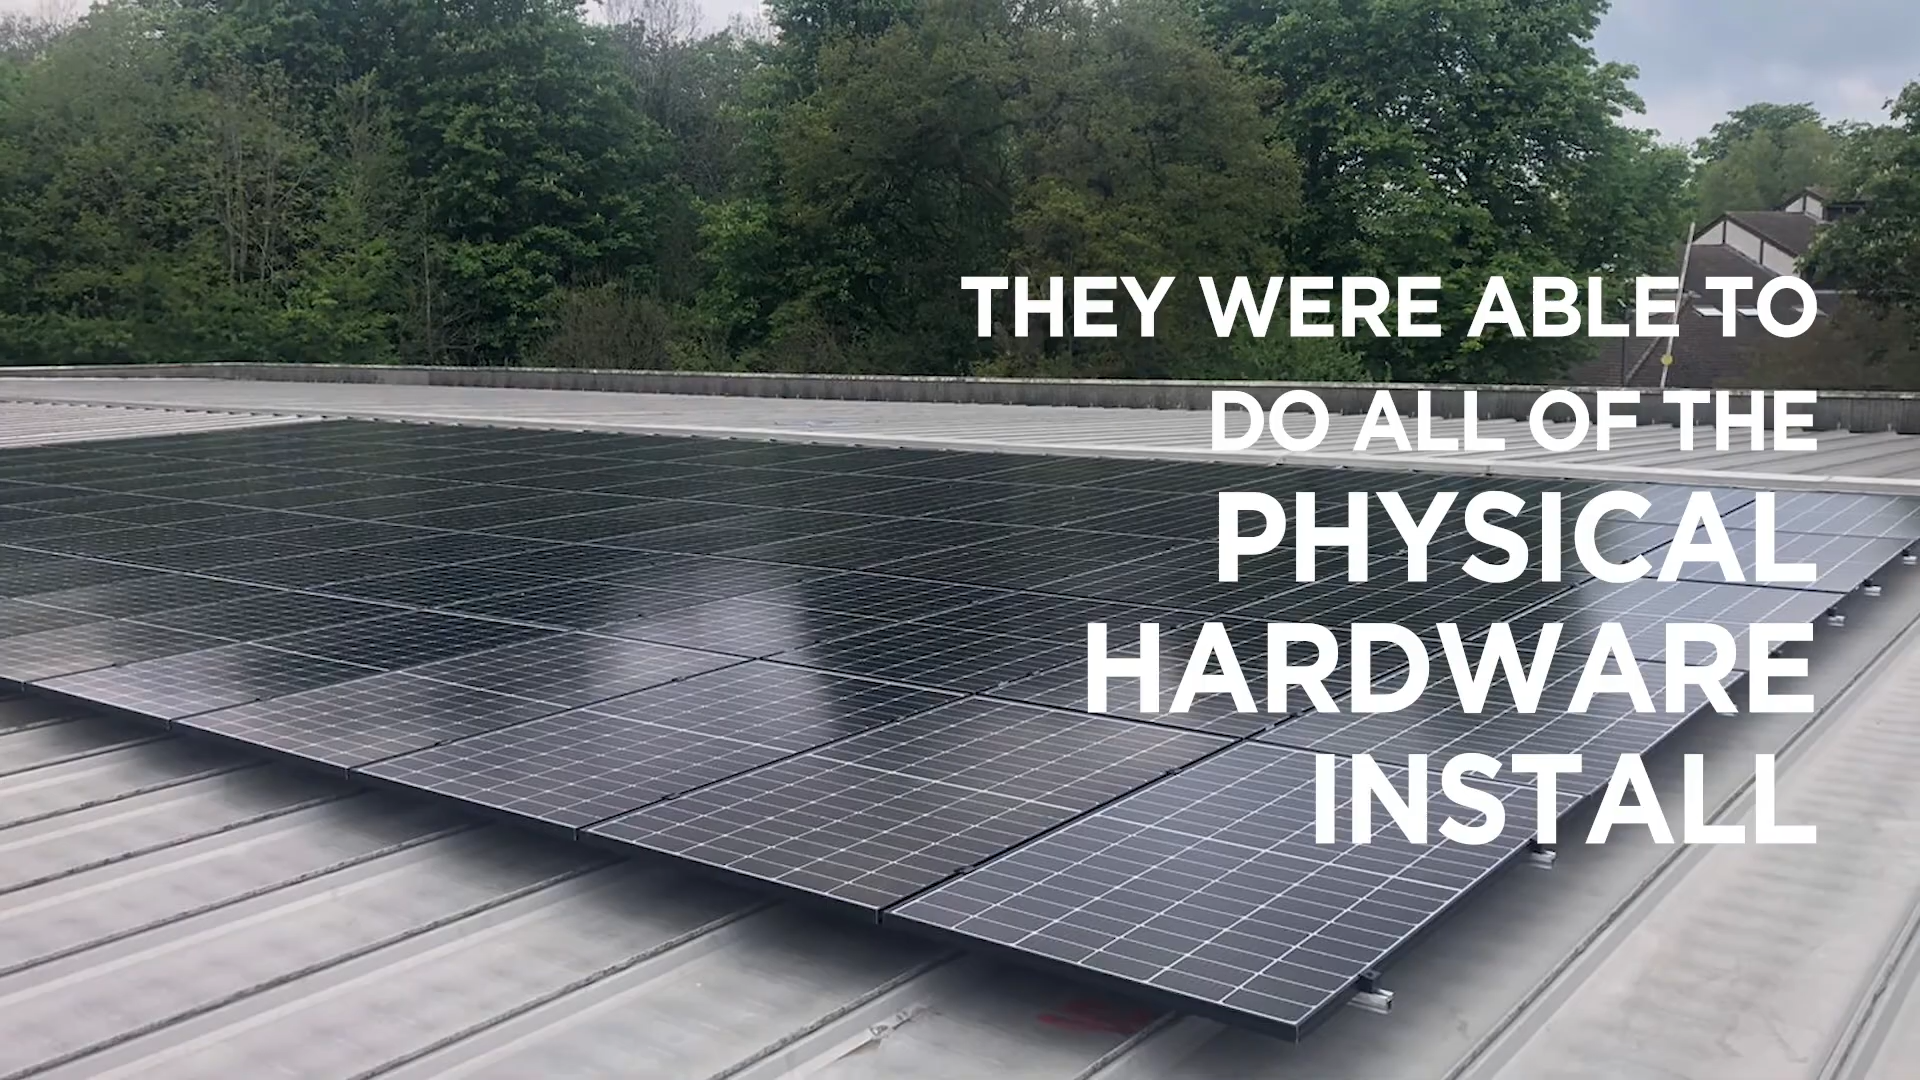 THEY WERE ABLE TO
DO ALL OF THE
PHYSICAL
HARDWARE
INSTALL